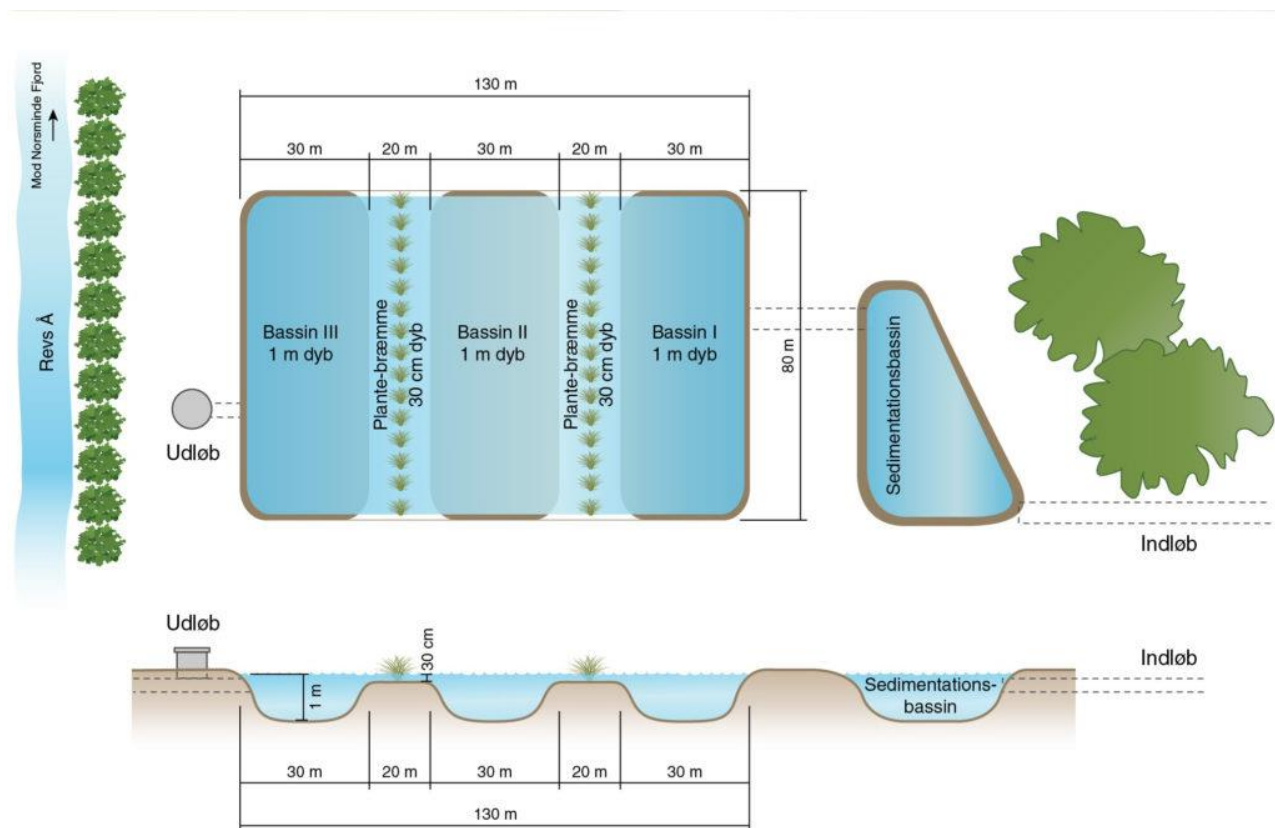 130 m
30 m
20 m
30 m
20 m
30 m
Mod Norsminde Fjord
Revs Å
Udløb
Bassin III
1 m dyb
Plante-bræmme
30 cm dyb
Bassin II
1 m dyb
Plante-bræmme
30 cm dyb
Bassin I
1 m dyb
80 m
Sedimentationsbassin
Indløb
Udløb
1 m
30 cm
Sedimentations-
bassin
Indløb
30 m
20 m
30 m
20 m
30 m
130 m